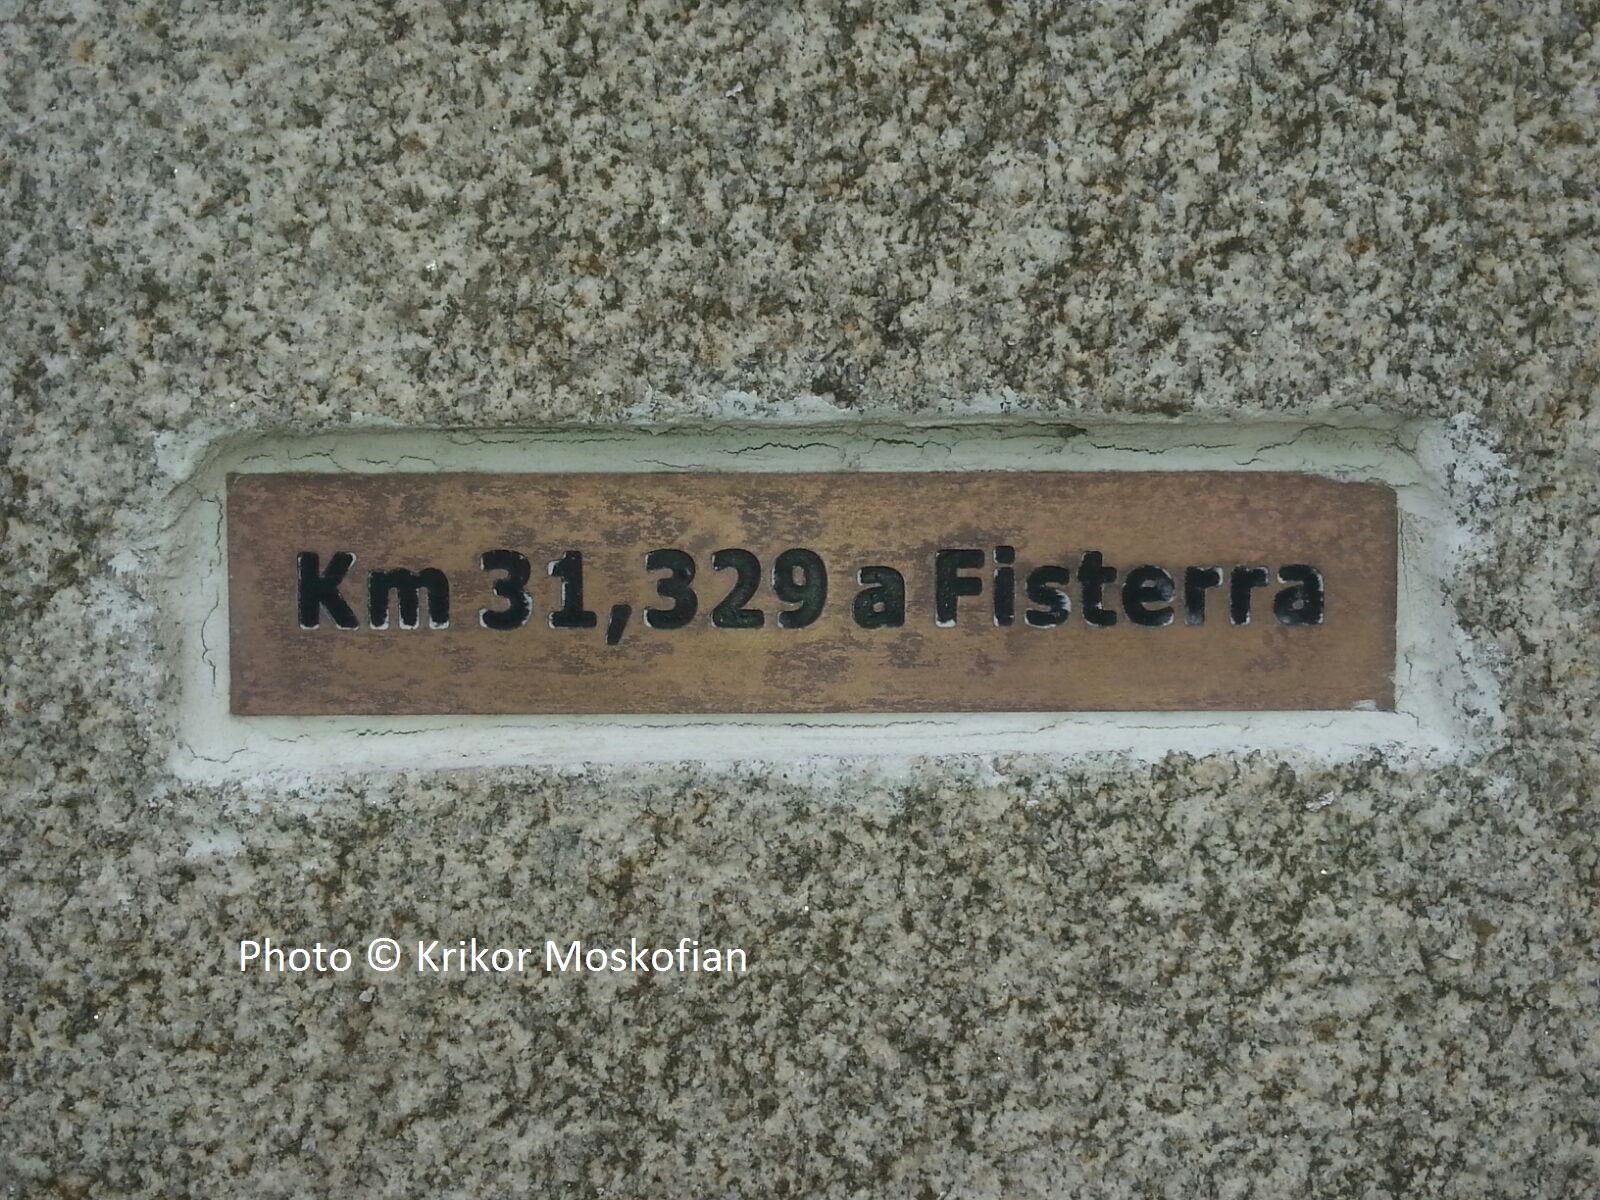 Km 31,329 a Fisterra
Photo © Krikor Moskofian